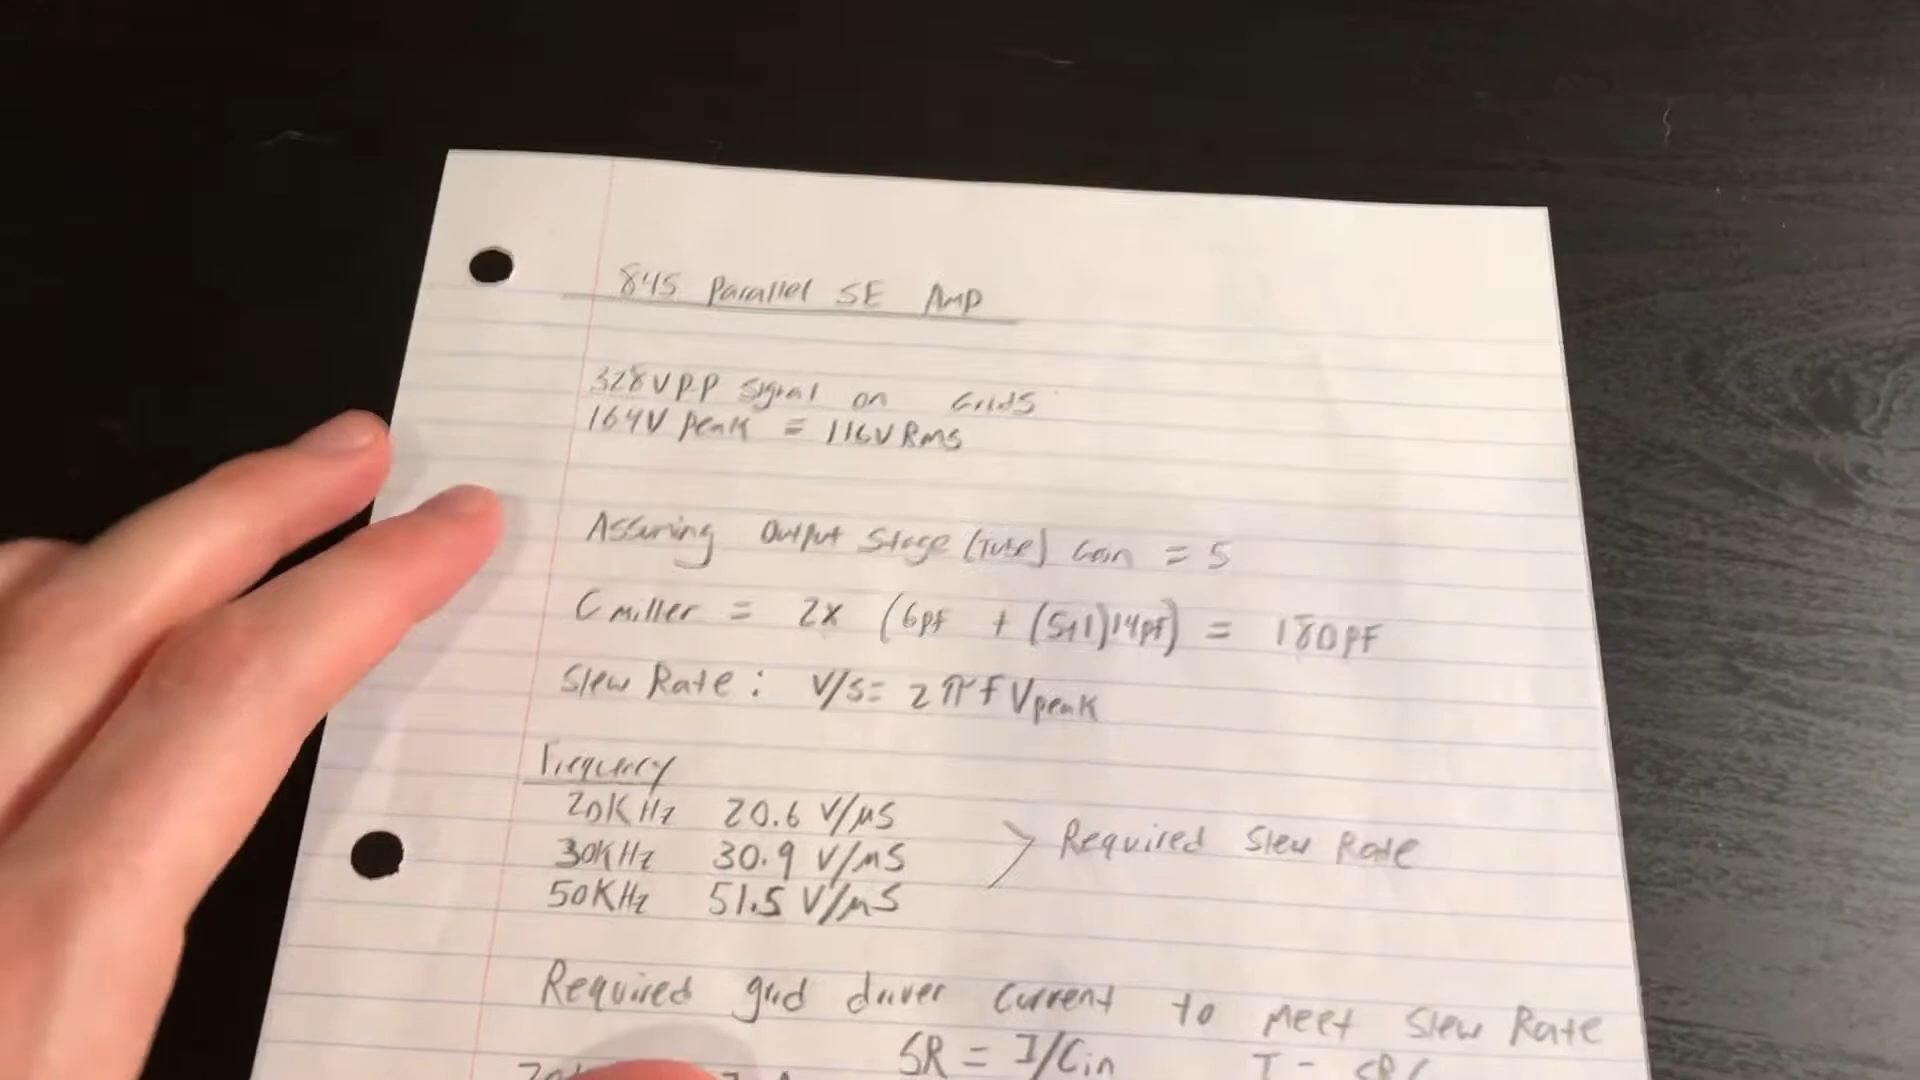 845 Parallel SE Amp
328VPP Signal on Grids
164V Peak = 116V Rms
Assuming Output Stage (Tube) Gain = 5
C miller = 2x (6pf + (5+1)14pf) = 180pF
Slew Rate: V/S= 2πf Vpeak
Frequency
20KHz 20.6 V/µS
30KHz 30.9 V/µS
50KHz 51.5 V/µS
> Required Slew Rate
Required grid driver Current to Meet Slew Rate
SR = I/Cin